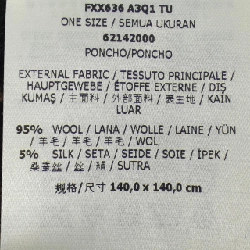 FXX636 A3Q1 TU
ONE SIZE / SEMUA UKURAN
62142000
PONCHO/PONCHO
EXTERNAL FABRIC / TESSUTO PRINCIPALE /
HAUPTGEWEBE / ÉTOFFE EXTERNE / DIŞ
KUMAŞ / 主面料 / 外部面料 / 表生地 / KAIN
LUAR
95% WOOL / LANA / WOLLE / LAINE / YÜN
/ 羊毛 / 羊毛 / 羊毛 / WOL
5% SILK / SETA / SEIDE / SOIE / İPEK /
桑蚕丝 / 丝 / 絹 / SUTRA
规格/尺寸 140,0 x 140,0 cm